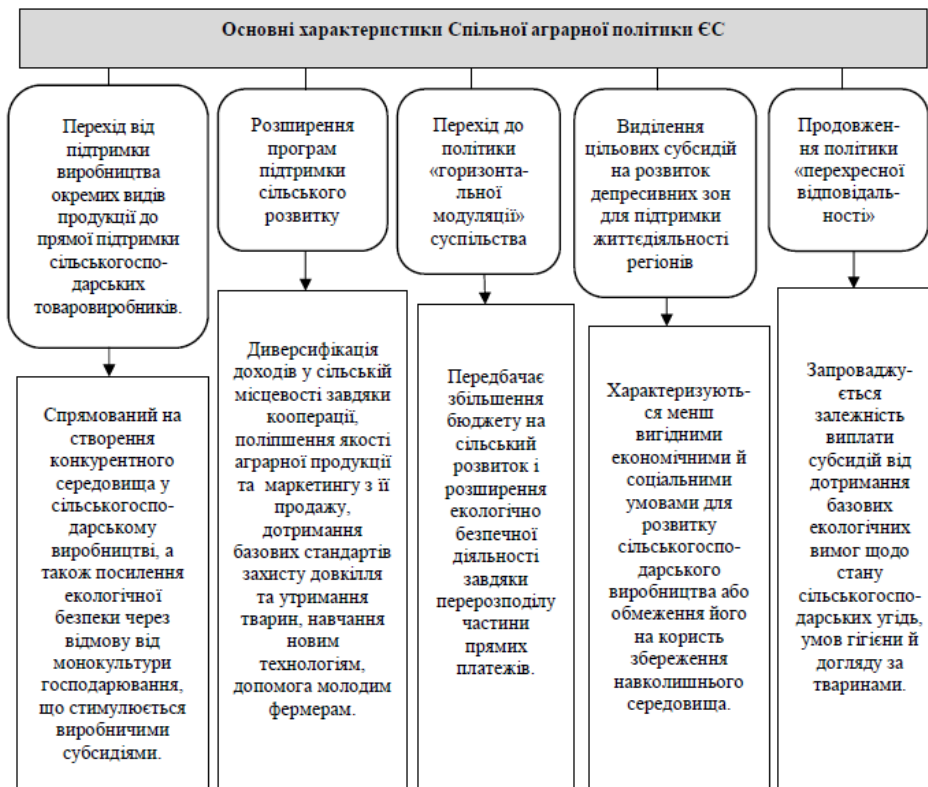 Основні характеристики Спільної аграрної політики ЄС
Перехід від
підтримки
виробництва
окремих видів
продукції до
прямої підтримки
сільськогоспо-
дарських
товаровиробників.
Розширення
програм
підтримки
сільського
розвитку
Перехід до
політики
«горизонта-
льної
модуляції»
суспільства
Виділення
цільових субсидій
на розвиток
депресивних зон
для підтримки
життєдіяльності
регіонів
Продовжен-
ня політики
«перехресної
відповідаль-
ності»
Спрямований на
створення
конкурентного
середовища у
сільськогоспо-
дарському
виробництві, а
також посилення
екологічної
безпеки через
відмову від
монокультури
господарювання,
що стимулюється
виробничими
субсидіями.
Диверсифікація
доходів у сільській
місцевості завдяки
кооперації,
поліпшення якості
аграрної продукції
та маркетингу з її
продажу,
дотримання
базових стандартів
захисту довкілля
та утримання
тварин, навчання
новим
технологіям,
допомога молодим
фермерам.
Передбачає
збільшення
бюджету на
сільський
розвиток і
розширення
екологічно
безпечної
діяльності
завдяки
перерозподілу
частини
прямих
платежів.
Характеризують-
ся менш
вигідними
економічними й
соціальними
умовами для
розвитку
сільськогоспо-
дарського
виробництва або
обмеження його
на користь
збереження
навколишнього
середовища.
Запроваджу-
ється
залежність
виплати
субсидій від
дотримання
базових
екологічних
вимог щодо
стану
сільськогоспо-
дарських угідь,
умов гігієни й
догляду за
тваринами.